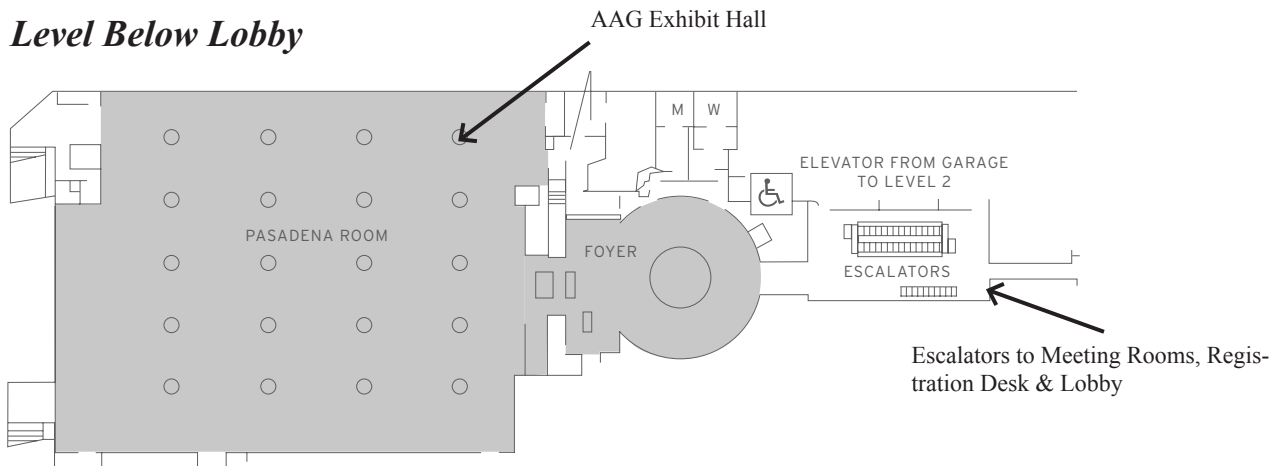 Level Below Lobby
AAG Exhibit Hall
M W
ELEVATOR FROM GARAGE
TO LEVEL 2
PASADENA ROOM
FOYER
ESCALATORS
Escalators to Meeting Rooms, Regis-
tration Desk & Lobby